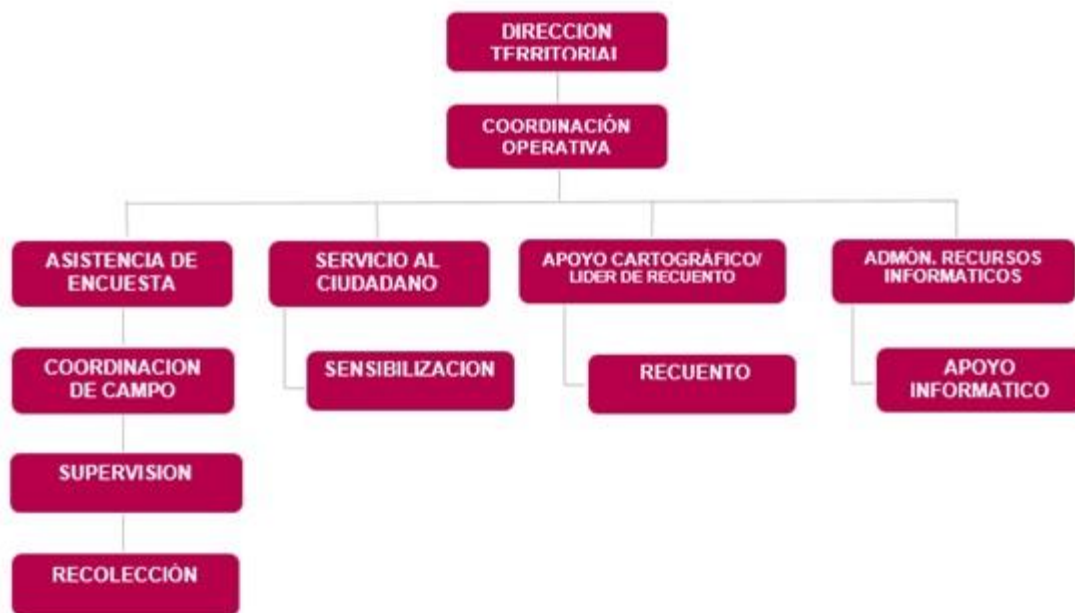 DIRECCION
TERRITORIAL
COORDINACIÓN
OPERATIVA
ASISTENCIA DE
ENCUESTA
SERVICIO AL
CIUDADANO
APOYO CARTOGRÁFICO/
LIDER DE RECUENTO
ADMÓN. RECURSOS
INFORMATICOS
COORDINACION
DE CAMPO
SENSIBILIZACION
RECUENTO
APOYO
INFORMATICO
SUPERVISION
RECOLECCIÓN